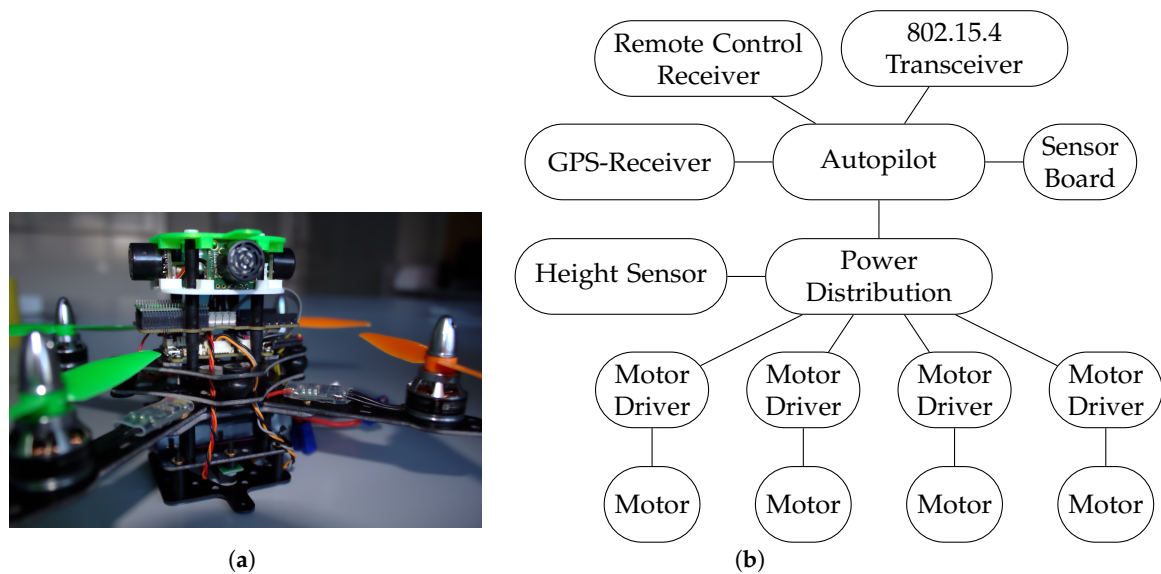 Remote Control
Receiver
802.15.4
Transceiver
GPS-Receiver
Autopilot
Sensor
Board
Height Sensor
Power
Distribution
Motor
Driver
Motor
Driver
Motor
Driver
Motor
Driver
Motor
Motor
Motor
Motor
(a)
(b)